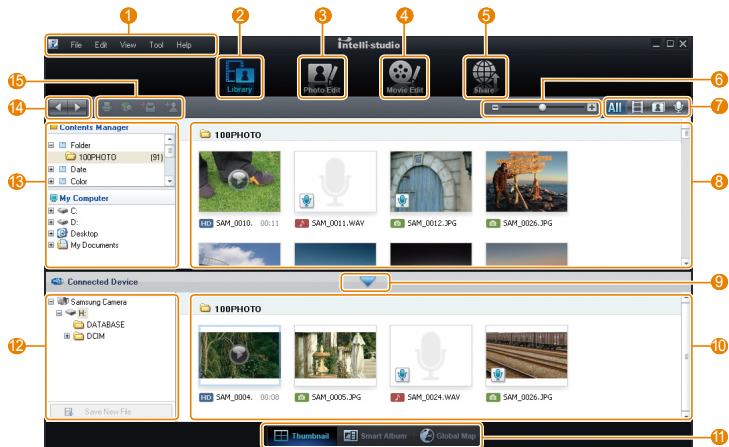 1 2 3 4 5
File Edit View Tool Help
intelli-studio
Library Photo Edit Movie Edit Share
15 6
14 All 7
Contents Manager
Folder
100PHOTO (91)
Date
Color
13
My Computer
C:
D:
Desktop
My Documents
100PHOTO
8
HD SAM_0010. 00:11 SAM_0011.WAV SAM_0012.JPG SAM_0026.JPG
Connected Device 9
Samsung Camera
H:
DATABASE
DCIM
12
Save New File
100PHOTO
10
HD SAM_0004. 00:08 SAM_0005.JPG SAM_0024.WAV SAM_0026.JPG
Thumbnail Smart Album Global Map 11